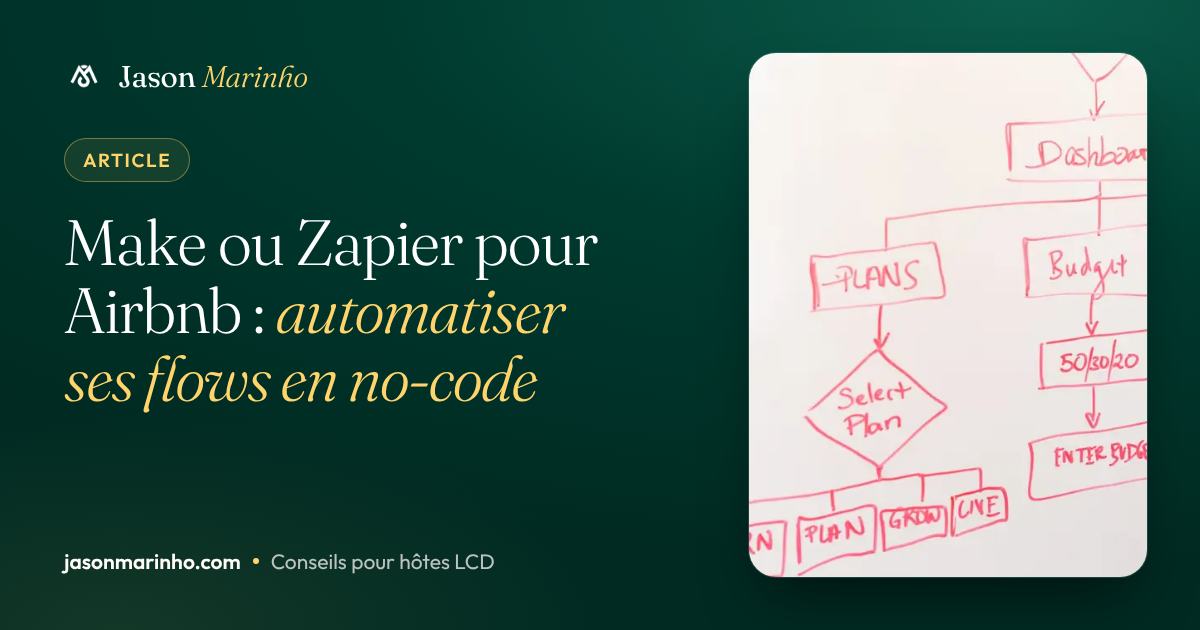 Jason Marinho
ARTICLE
Make ou Zapier pour
Airbnb : automatiser
ses flows en no-code
jasonmarinho.com • Conseils pour hôtes LCD
PLANS
Select
Plan
PLAN
GROW
LIVE
Budget
50/30/20
ENTER